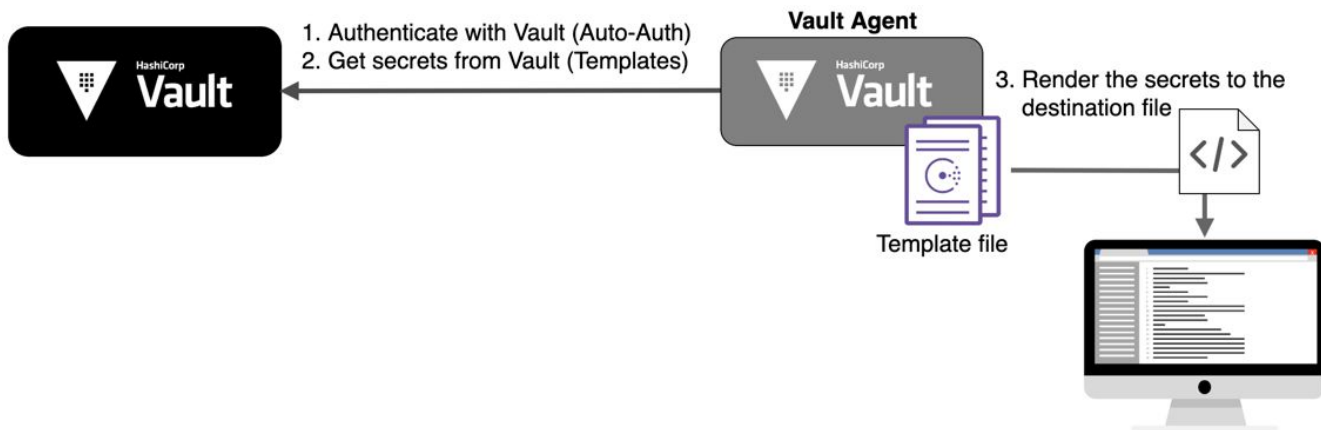 Vault Agent
1. Authenticate with Vault (Auto-Auth)
2. Get secrets from Vault (Templates)
HashiCorp
Vault
HashiCorp
Vault
3. Render the secrets to the
destination file
</>
Template file